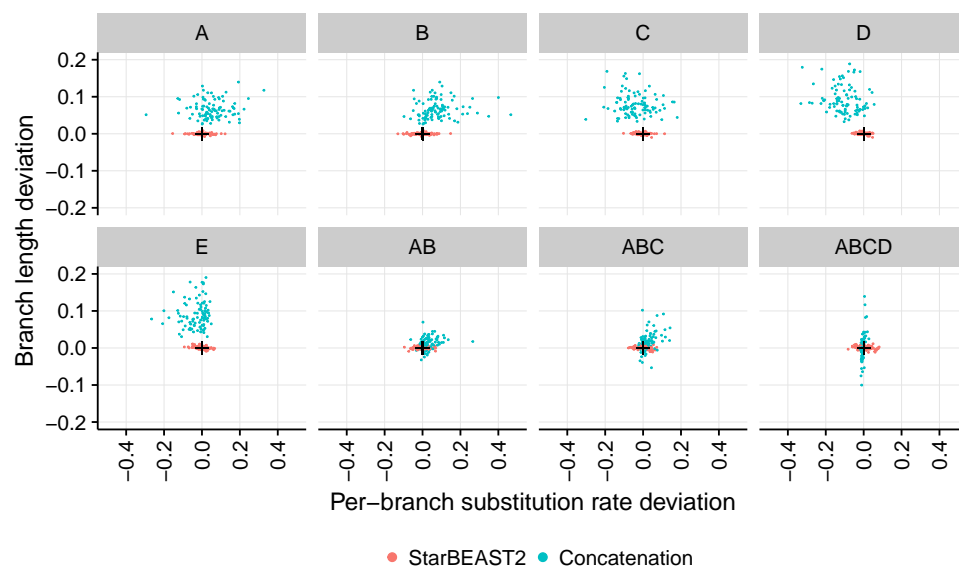 A B C D
0.2
0.1
0.0
−0.1
−0.2
E AB ABC ABCD
0.2
0.1
0.0
−0.1
−0.2
Branch length deviation
−0.4 −0.2 0.0 0.2 0.4 −0.4 −0.2 0.0 0.2 0.4 −0.4 −0.2 0.0 0.2 0.4 −0.4 −0.2 0.0 0.2 0.4
Per−branch substitution rate deviation
StarBEAST2 Concatenation